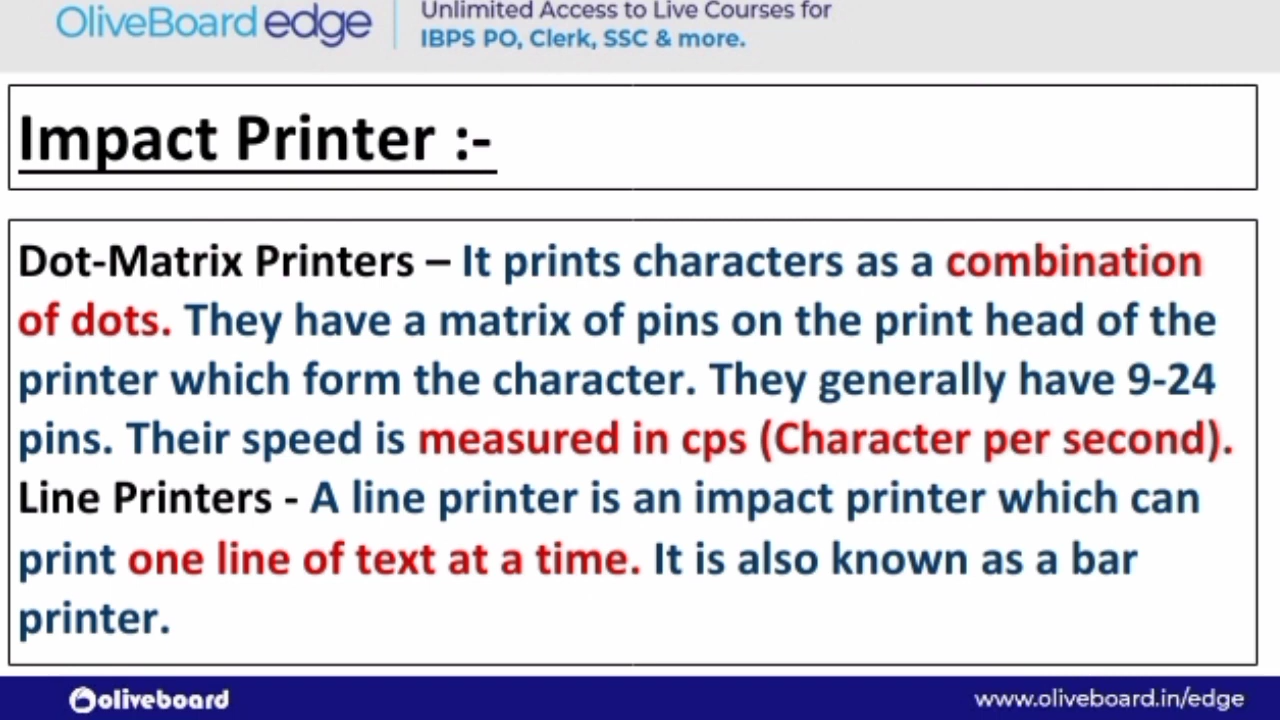 OliveBoard edge
Unlimited Access to Live Courses for
IBPS PO, Clerk, SSC & more.
Impact Printer :-
Dot-Matrix Printers – It prints characters as a combination
of dots. They have a matrix of pins on the print head of the
printer which form the character. They generally have 9-24
pins. Their speed is measured in cps (Character per second).
Line Printers - A line printer is an impact printer which can
print one line of text at a time. It is also known as a bar
printer.
oliveboard
www.oliveboard.in/edge